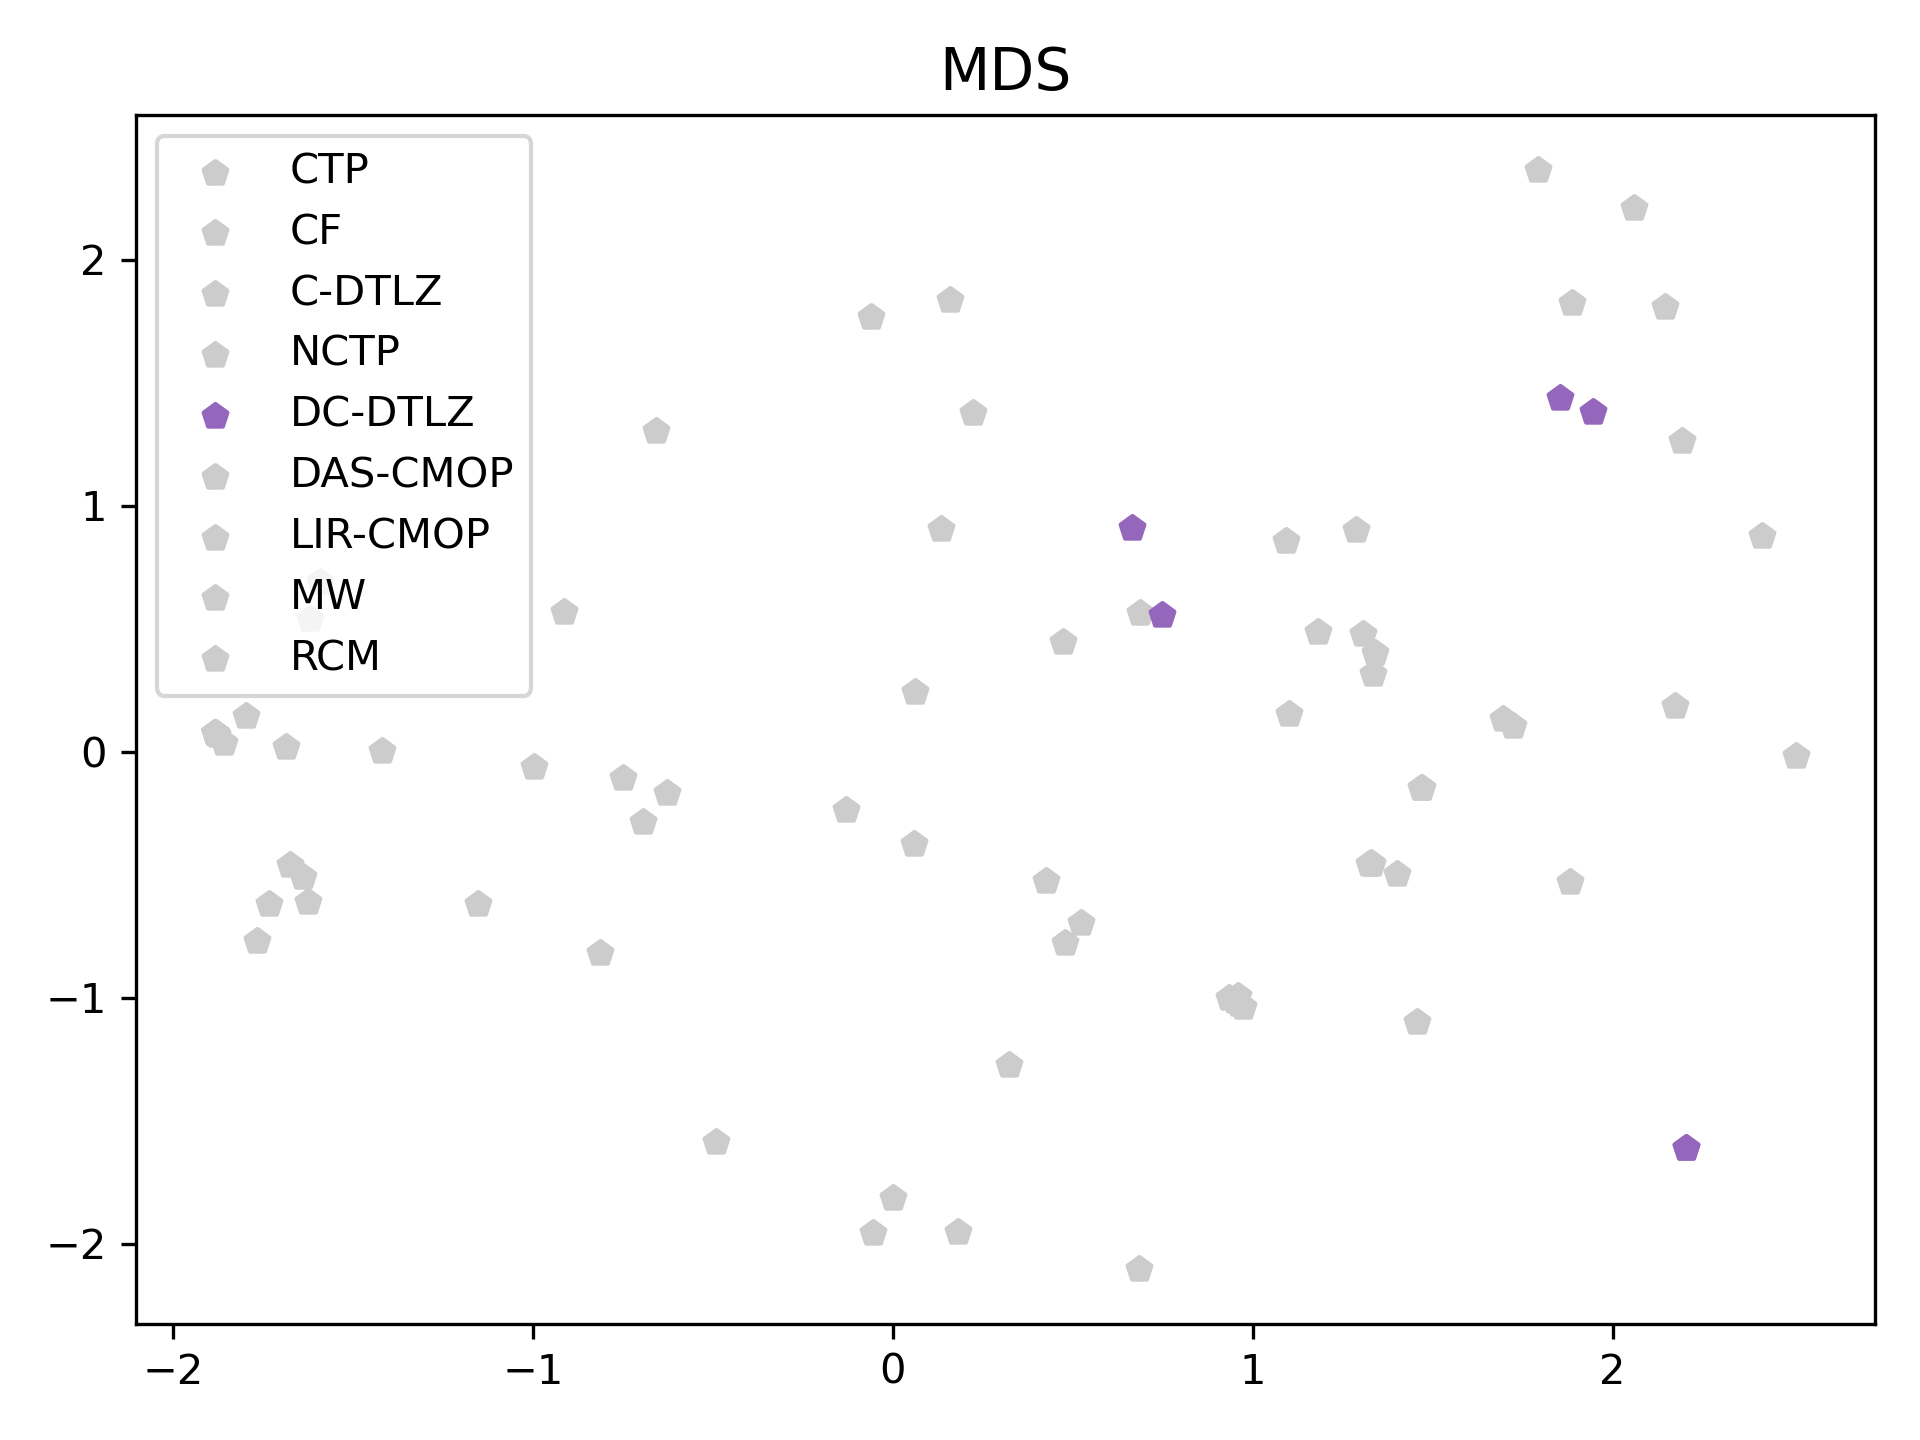 MDS
CTP
CF
C-DTLZ
NCTP
DC-DTLZ
DAS-CMOP
LIR-CMOP
MW
RCM
2
1
0
−1
−2
−2 −1 0 1 2